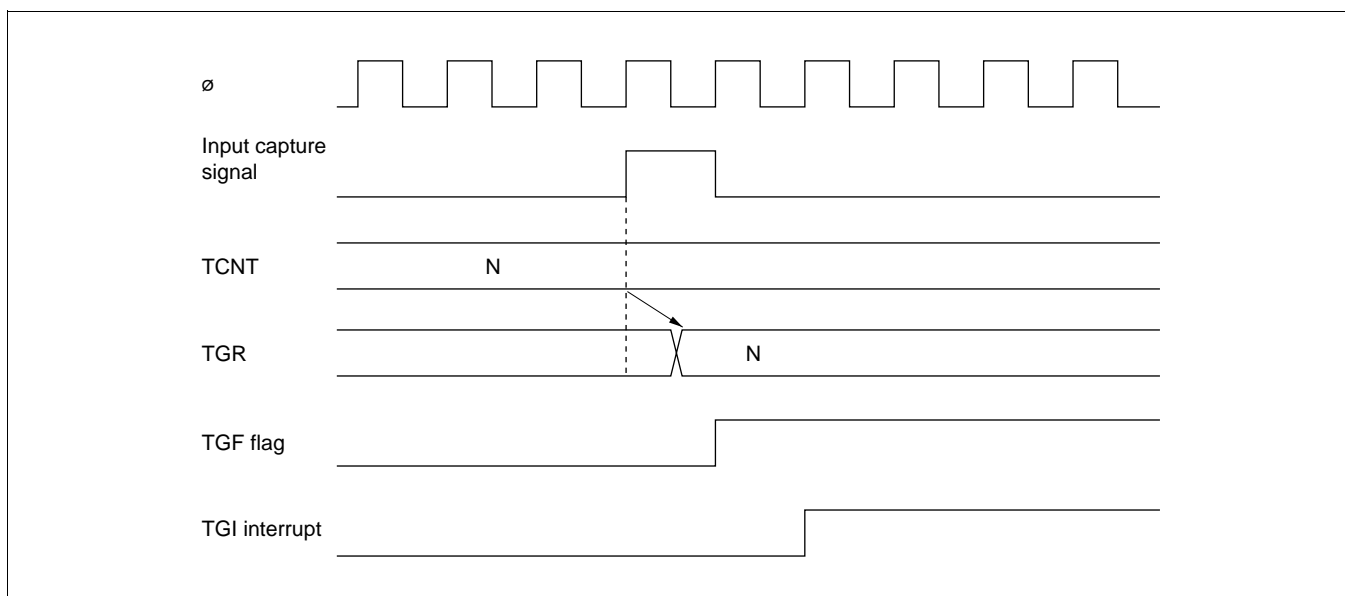 ø
Input capture
signal
TCNT
N
TGR
N
TGF flag
TGI interrupt